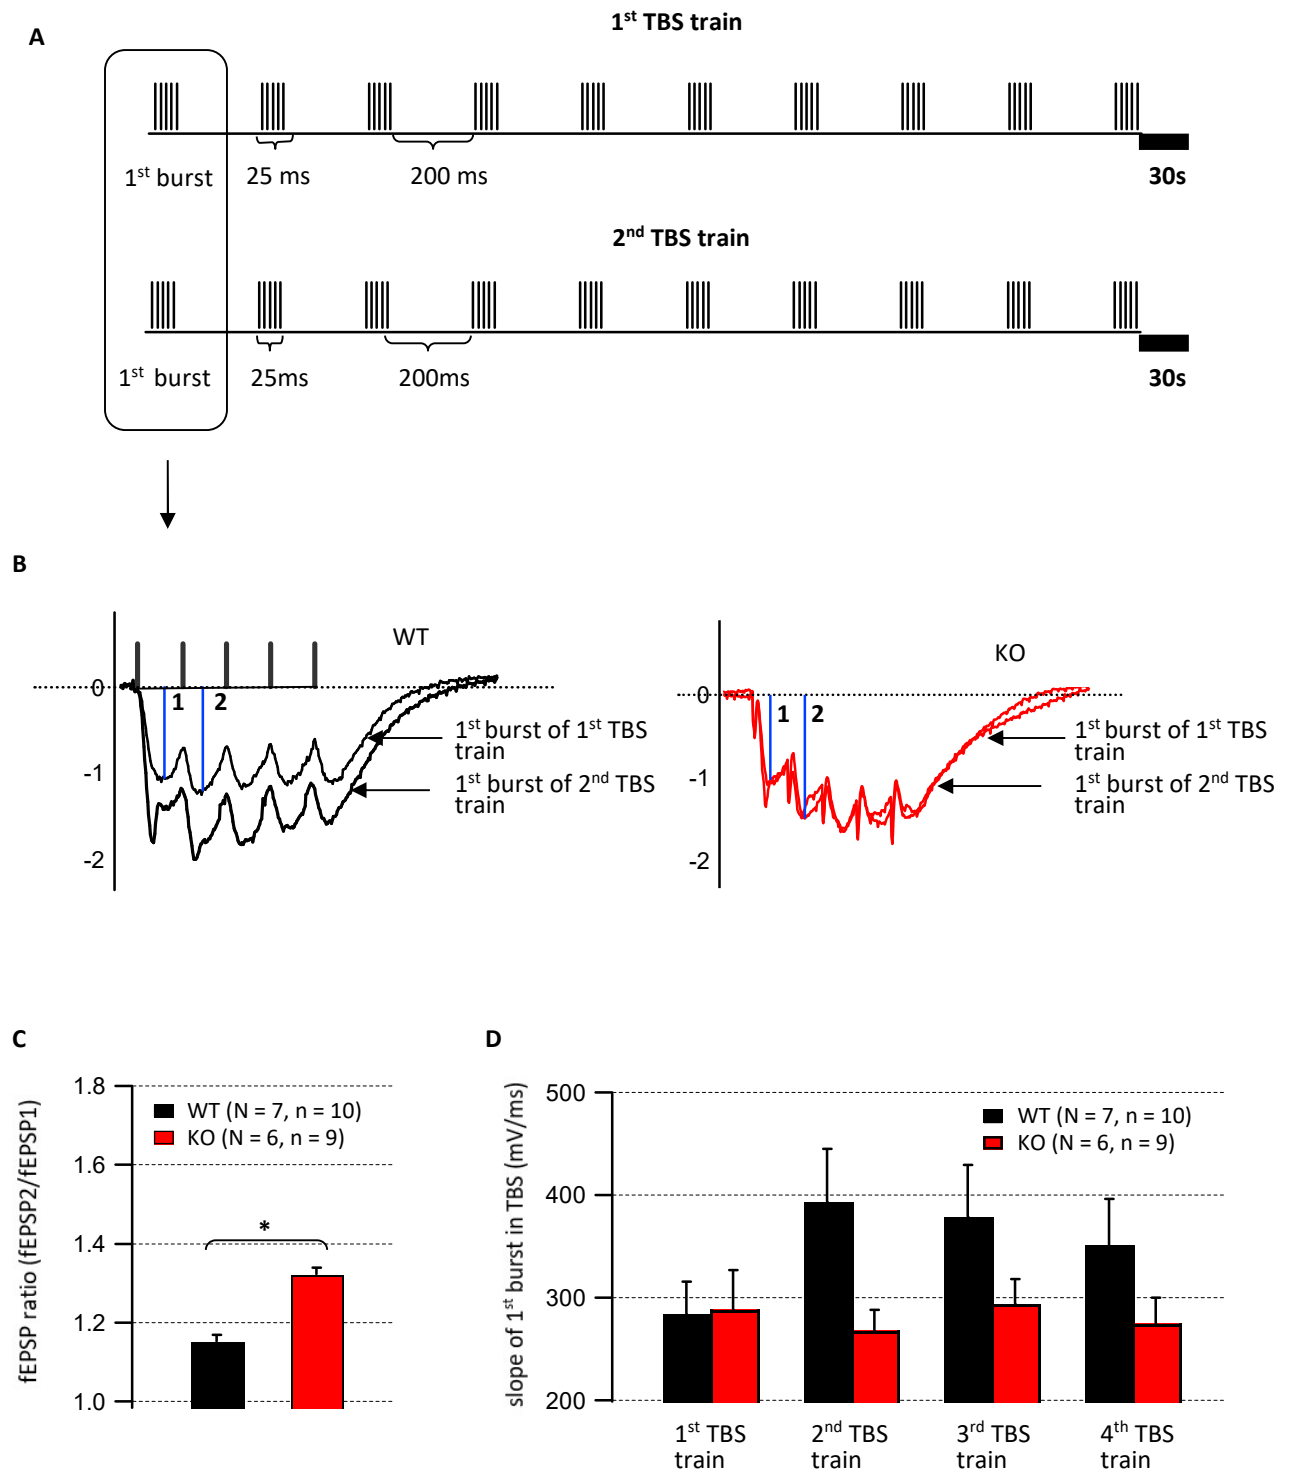 A
1st TBS train
1st burst
25 ms
200 ms
30s
2nd TBS train
1st burst
25ms
200ms
30s
B
WT
0
1
2
1st burst of 1st TBS
train
-1
1st burst of 2nd TBS
train
-2
KO
0
1
2
1st burst of 1st TBS
train
-1
1st burst of 2nd TBS
train
-2
C
fEPSP ratio (fEPSP2/fEPSP1)
1.8
WT (N = 7, n = 10)
KO (N = 6, n = 9)
1.6
1.4
*
1.2
1.0
D
slope of 1st burst in TBS (mV/ms)
500
WT (N = 7, n = 10)
KO (N = 6, n = 9)
400
300
200
1st TBS
train
2nd TBS
train
3rd TBS
train
4th TBS
train